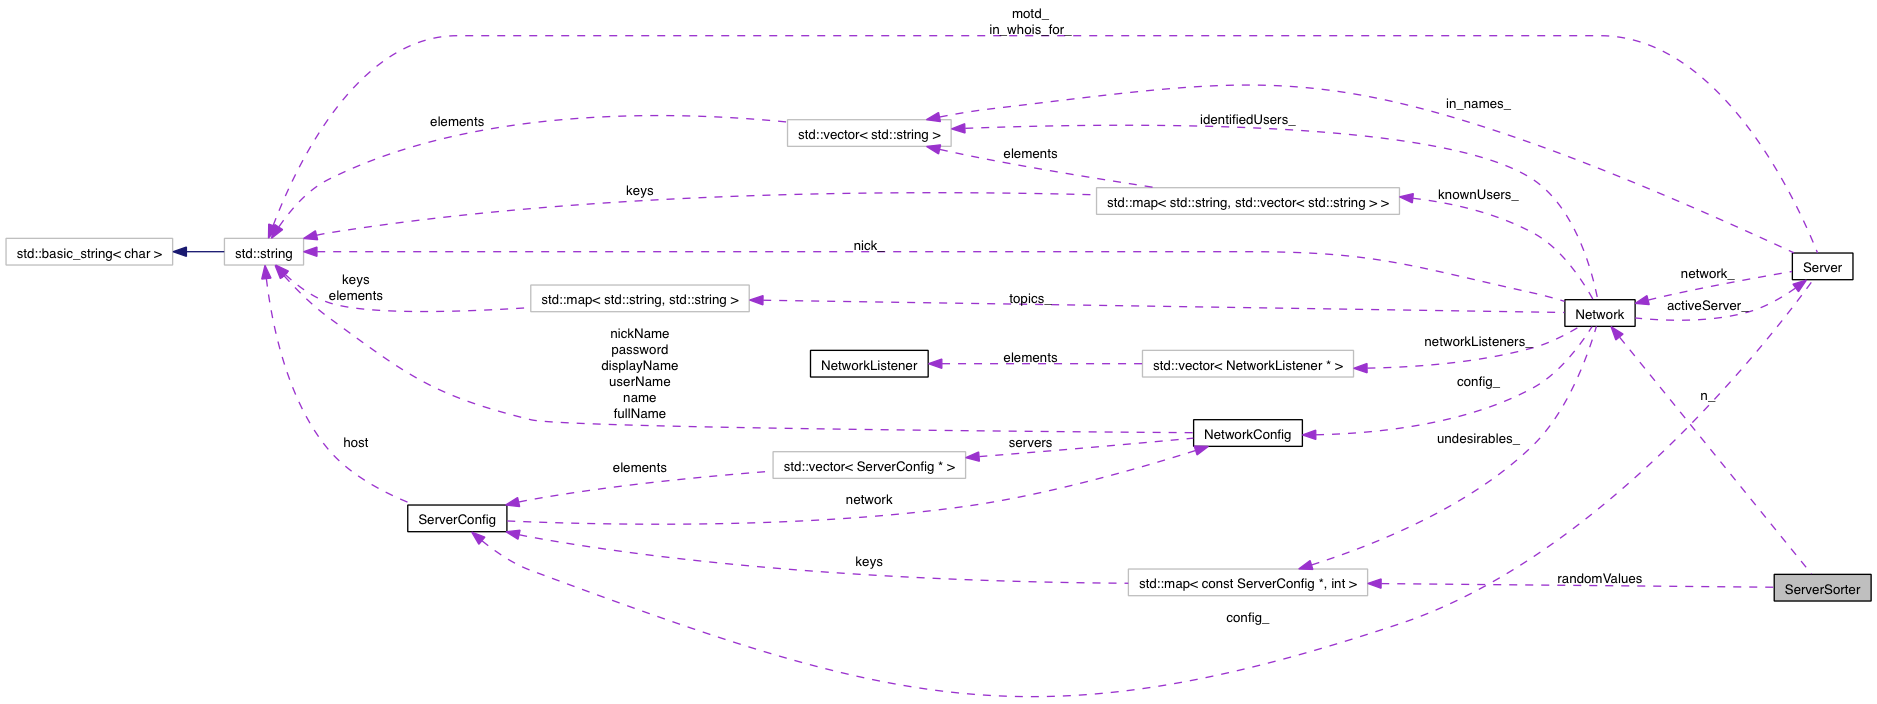 motd_
in_whois_for_
in_names_
identifiedUsers_
elements
std::vector< std::string >
elements
keys
knownUsers_
std::map< std::string, std::vector< std::string > >
nick_
std::basic_string< char >
std::string
Server
network_
keys
elements
std::map< std::string, std::string >
topics_
activeServer_
Network
nickName
password
displayName
userName
name
fullName
networkListeners_
NetworkListener
elements
std::vector< NetworkListener * >
config_
n_
NetworkConfig
host
servers
undesirables_
elements
std::vector< ServerConfig * >
network
ServerConfig
keys
std::map< const ServerConfig *, int >
randomValues
ServerSorter
config_